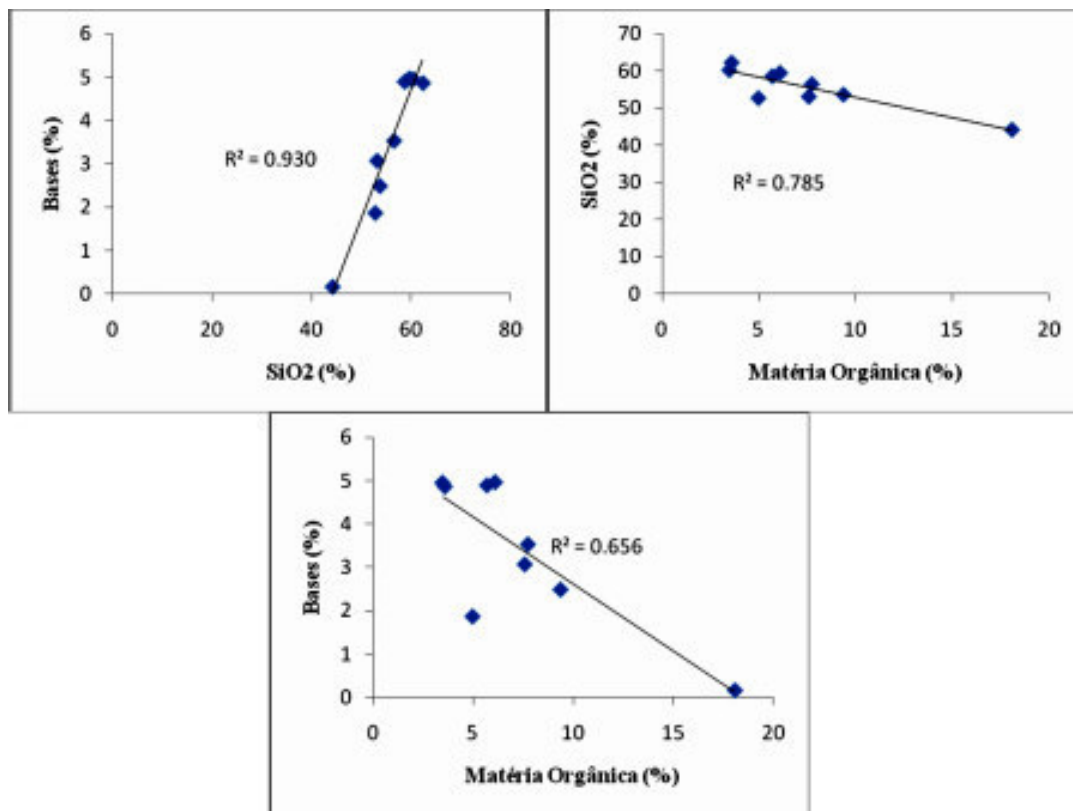 6
5
4
3
2
1
0
Bases (%)
R² = 0.930
0 20 40 60 80
SiO2 (%)
70
60
50
40
30
20
10
0
SiO2 (%)
R² = 0.785
0 5 10 15 20
Matéria Orgânica (%)
6
5
4
3
2
1
0
Bases (%)
R² = 0.656
0 5 10 15 20
Matéria Orgânica (%)